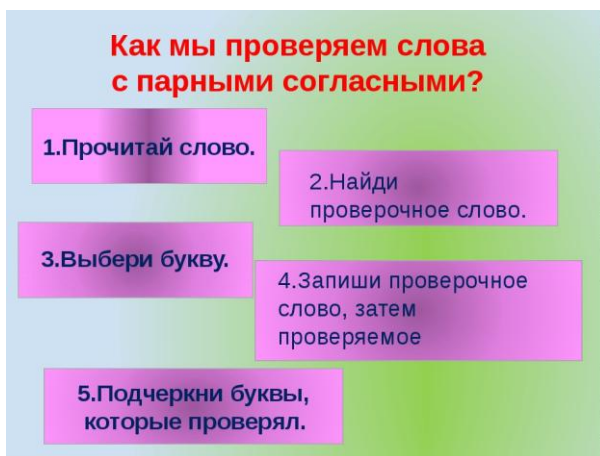 Как мы проверяем слова
с парными согласными?
1.Прочитай слово.
2.Найди
проверочное слово.
3.Выбери букву.
4.Запиши проверочное
слово, затем
проверяемое
5.Подчеркни буквы,
которые проверял.